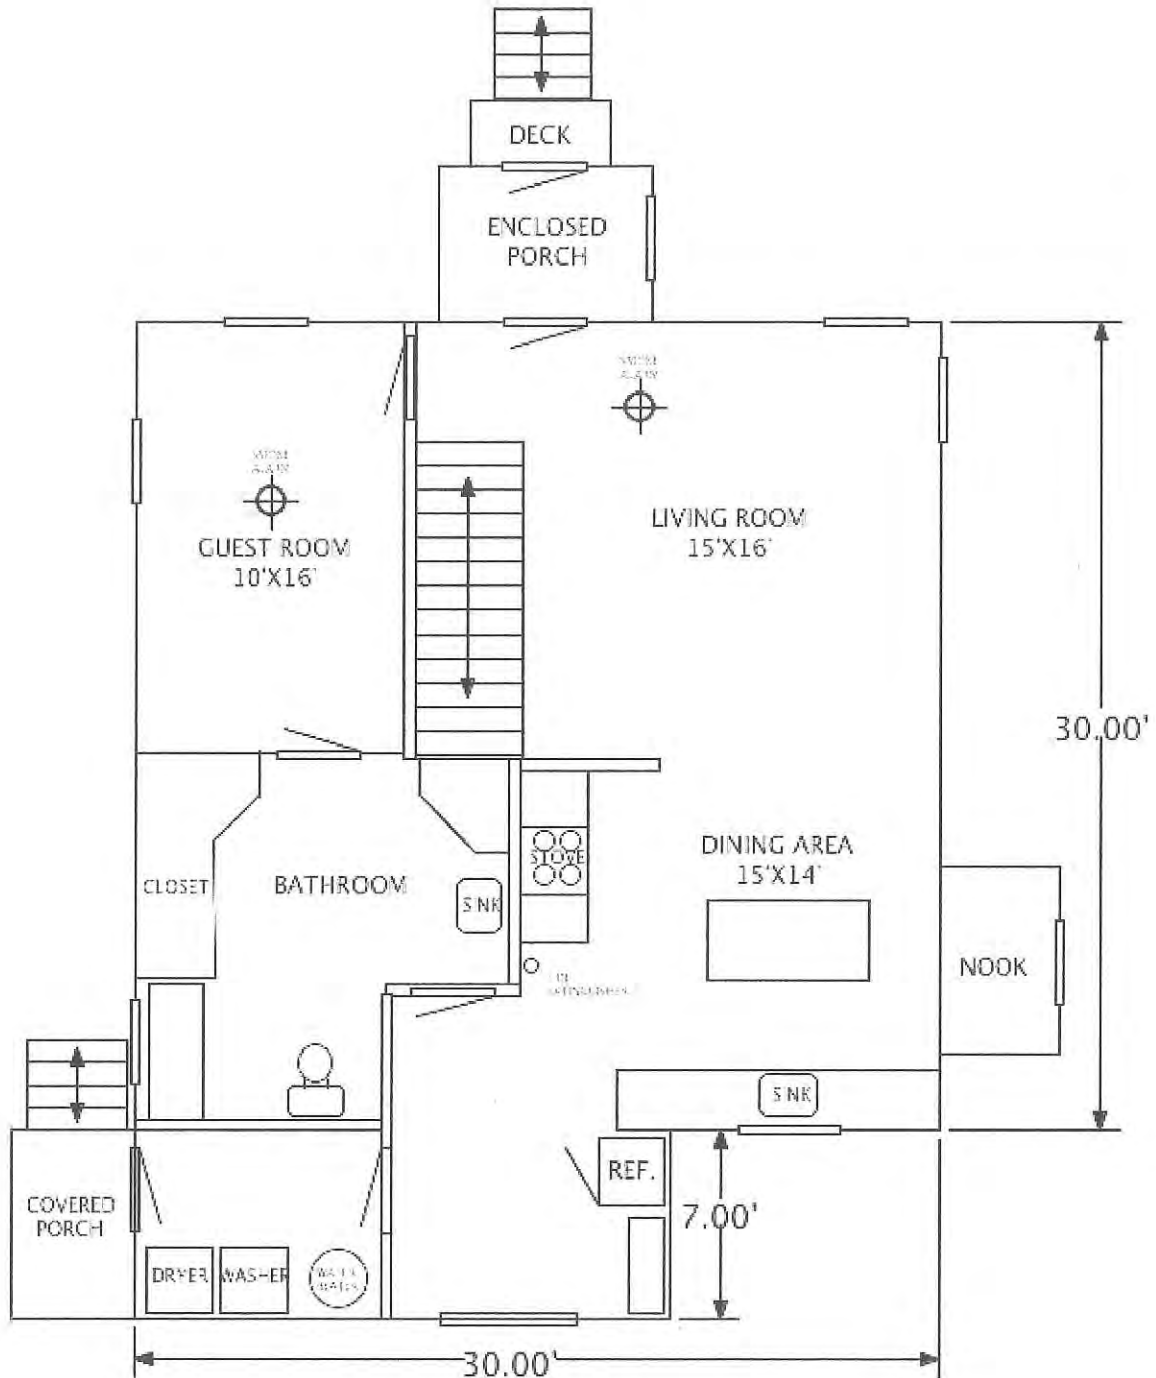 DECK
ENCLOSED
PORCH
GUEST ROOM
10'X16'
LIVING ROOM
15'X16'
30.00'
STOVE
DINING AREA
15'X14'
CLOSET
BATHROOM
SINK
NOOK
SINK
REF.
7.00'
COVERED
PORCH
DRYER
WASHER
30.00'